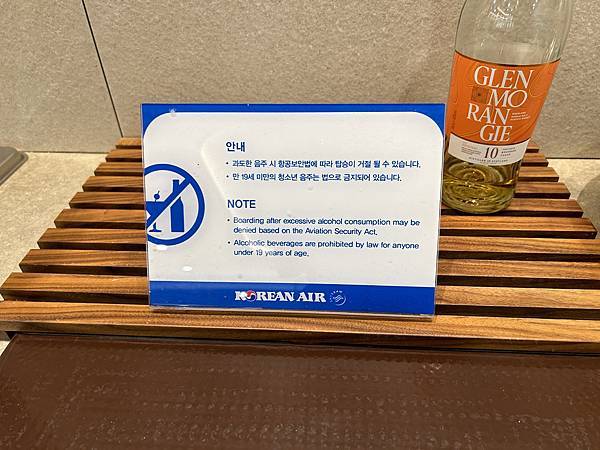 안내
• 과도한 음주 시 항공보안법에 따라 탑승이 거절 될 수 있습니다.
• 만 19세 미만의 청소년 음주는 법으로 금지되어 있습니다.
NOTE
• Boarding after excessive alcohol consumption may be
denied based on the Aviation Security Act.
• Alcoholic beverages are prohibited by law for anyone
under 19 years of age.
KOREAN AIR
GLEN
MO
RAN
GIE
10